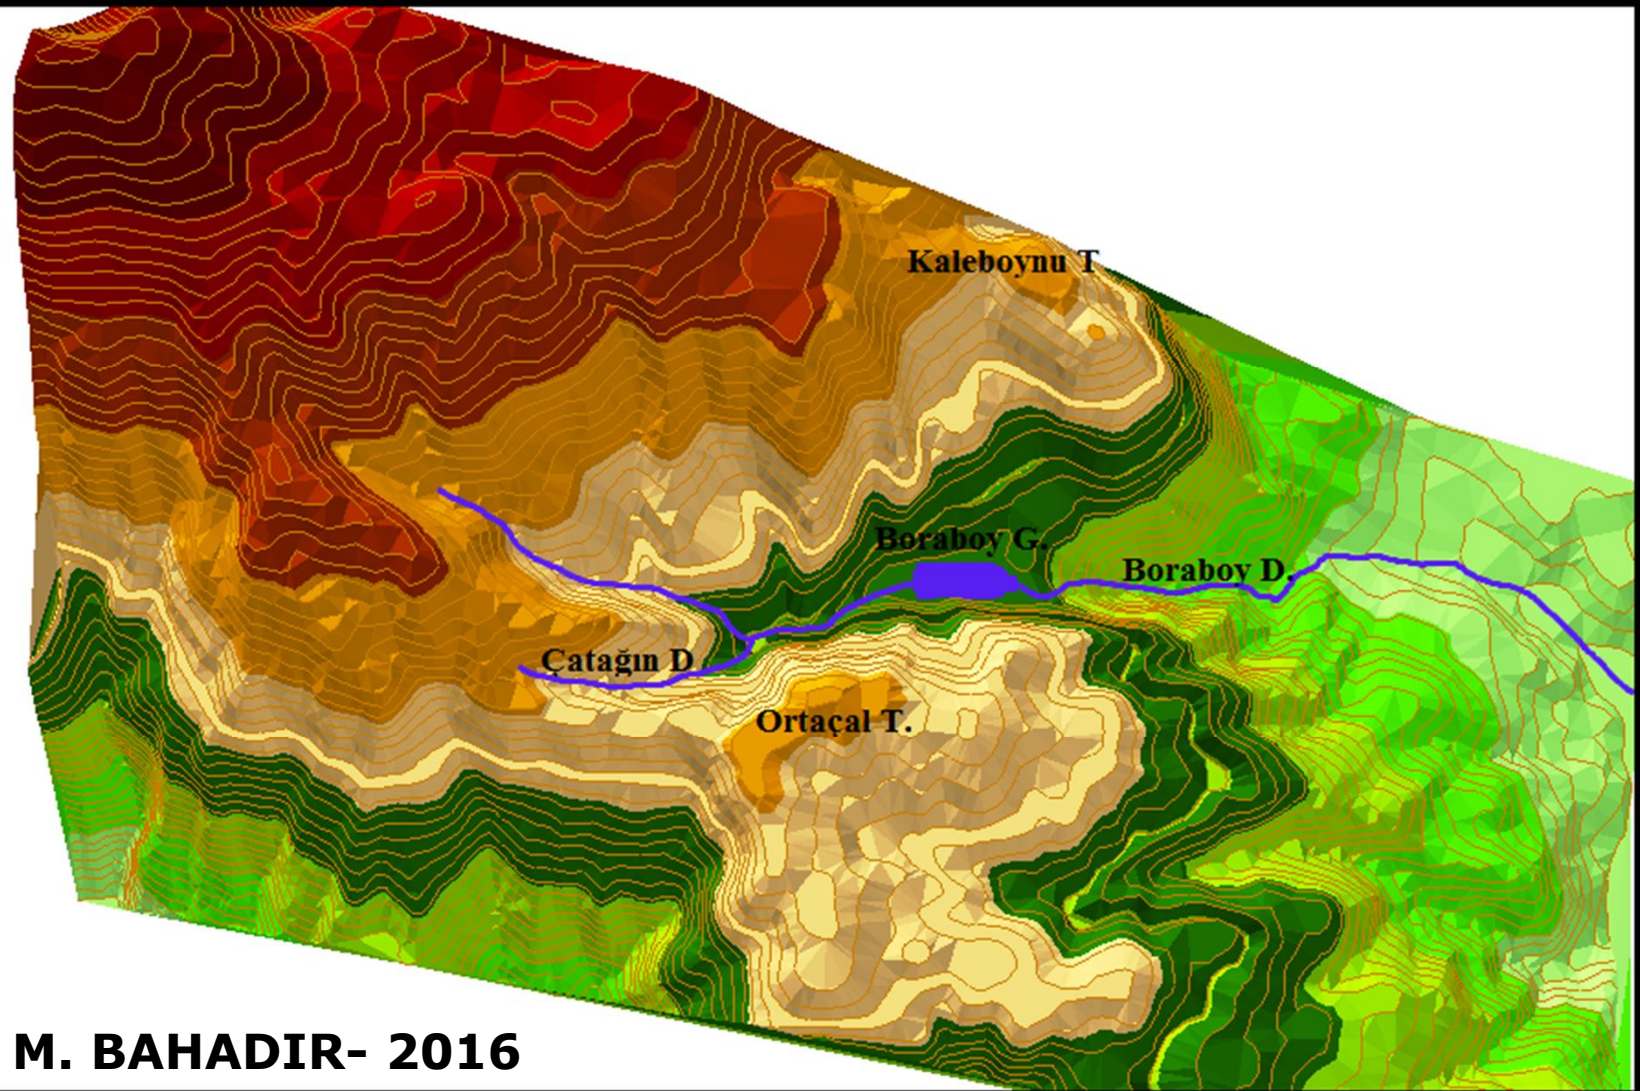 Kaleboynu T
Boraboy G.
Boraboy D.
Çatağın D
Ortaçal T.
M. BAHADIR- 2016